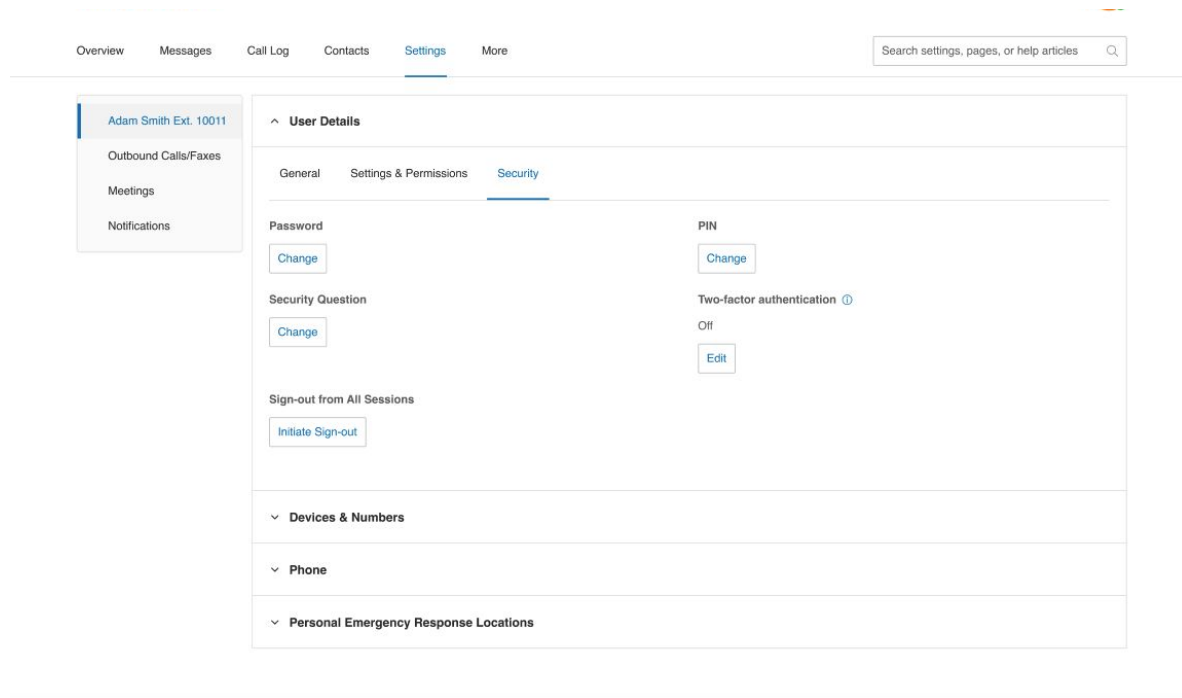 Overview Messages Call Log Contacts Settings More Search settings, pages, or help articles
Adam Smith Ext. 10011
Outbound Calls/Faxes
Meetings
Notifications
User Details
General Settings & Permissions Security
Password PIN
Change Change
Security Question Two-factor authentication
Change Off
Edit
Sign-out from All Sessions
Initiate Sign-out
Devices & Numbers
Phone
Personal Emergency Response Locations